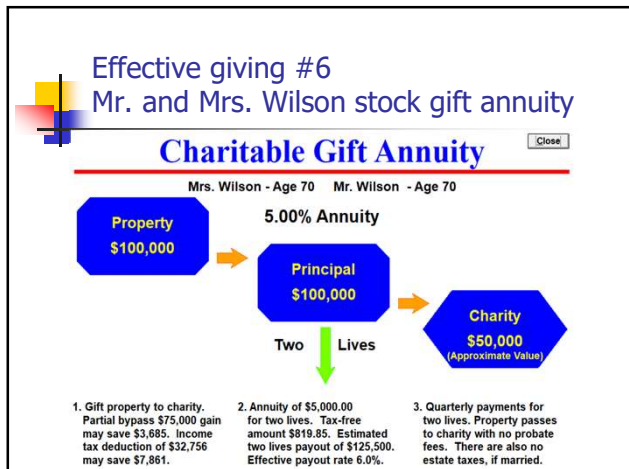 Effective giving #6
Mr. and Mrs. Wilson stock gift annuity
Close
Charitable Gift Annuity
Mrs. Wilson - Age 70 Mr. Wilson - Age 70
5.00% Annuity
Property
$100,000
Principal
$100,000
Charity
$50,000
(Approximate Value)
Two Lives
1. Gift property to charity.
Partial bypass $75,000 gain
may save $3,685. Income
tax deduction of $32,756
may save $7,861.
2. Annuity of $5,000.00
for two lives. Tax-free
amount $819.85. Estimated
two lives payout of $125,500.
Effective payout rate 6.0%.
3. Quarterly payments for
two lives. Property passes
to charity with no probate
fees. There are also no
estate taxes, if married.